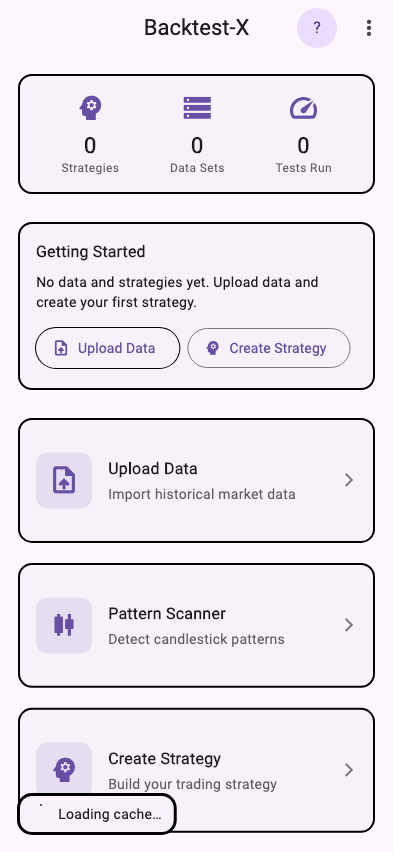 Backtest-X
?
0
0
0
Strategies
Data Sets
Tests Run
Getting Started
No data and strategies yet. Upload data and
create your first strategy.
Upload Data
Create Strategy
Upload Data
Import historical market data
Pattern Scanner
Detect candlestick patterns
Create Strategy
Build your trading strategy
Loading cache…